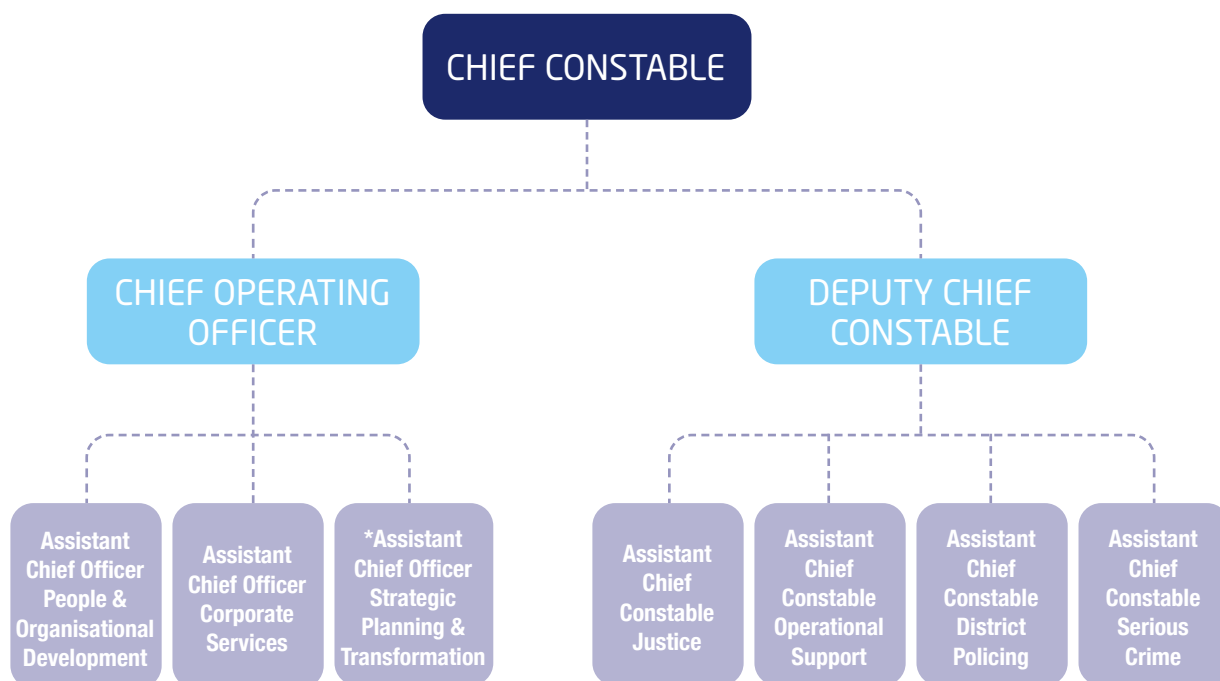 CHIEF CONSTABLE
CHIEF OPERATING
OFFICER
DEPUTY CHIEF
CONSTABLE
Assistant
Chief Officer
People &
Organisational
Development
Assistant
Chief Officer
Corporate
Services
*Assistant
Chief Officer
Strategic
Planning &
Transformation
Assistant
Chief
Constable
Justice
Assistant
Chief
Constable
Operational
Support
Assistant
Chief
Constable
District
Policing
Assistant
Chief
Constable
Serious
Crime